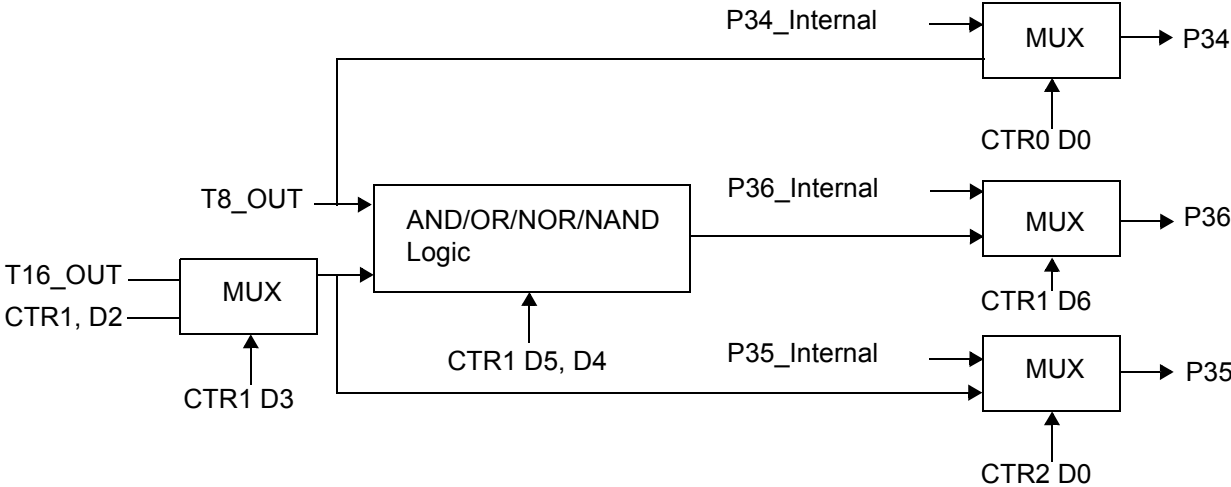 P34_Internal
MUX
P34
CTR0 D0
T8_OUT
AND/OR/NOR/NAND
Logic
P36_Internal
MUX
P36
CTR1 D6
T16_OUT
CTR1, D2
MUX
CTR1 D3
CTR1 D5, D4
P35_Internal
MUX
P35
CTR2 D0